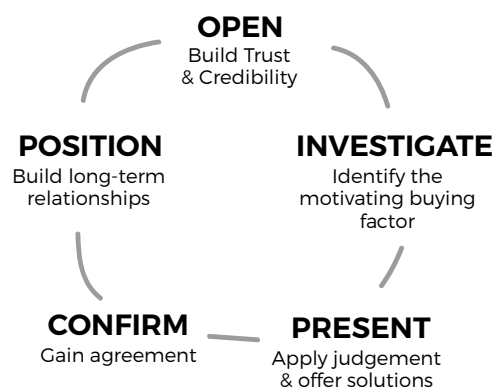 OPEN
Build Trust
& Credibility
INVESTIGATE
Identify the
motivating buying
factor
PRESENT
Apply judgement
& offer solutions
CONFIRM
Gain agreement
POSITION
Build long-term
relationships